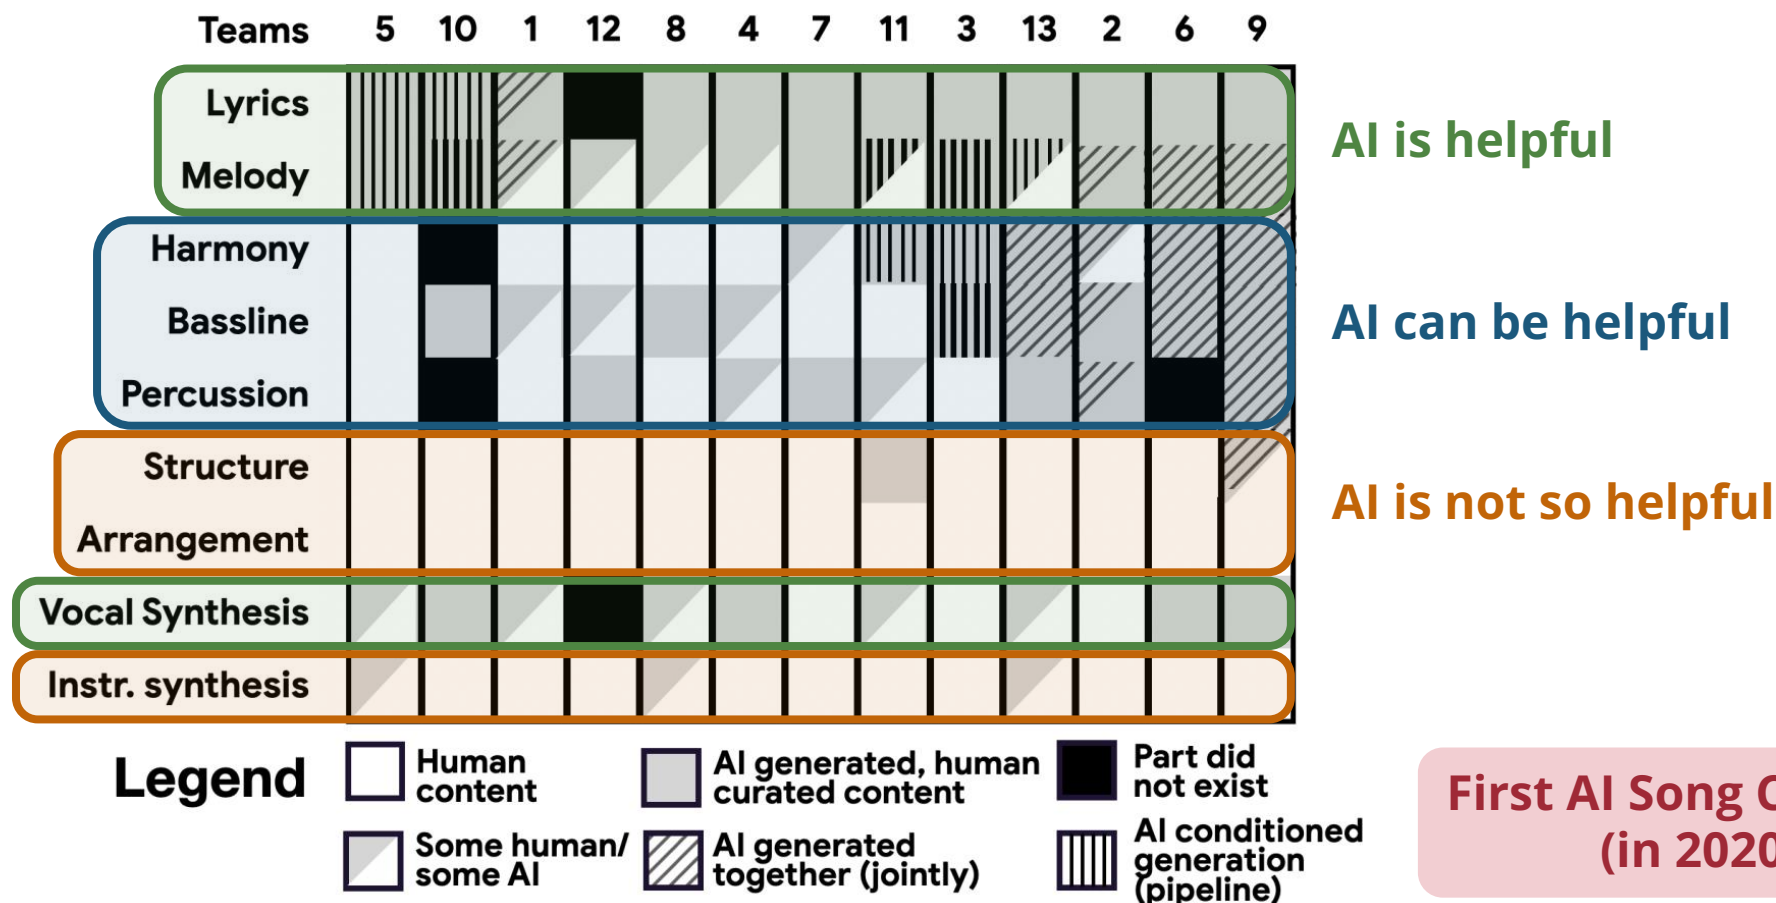 Teams 5 10 1 12 8 4 7 11 3 13 2 6 9
Lyrics
Melody
AI is helpful
Harmony
Bassline
Percussion
AI can be helpful
Structure
Arrangement
AI is not so helpful
Vocal Synthesis
Instr. synthesis
Legend
Human
content
AI generated, human
curated content
Part did
not exist
Some human/
some AI
AI generated
together (jointly)
AI conditioned
generation
(pipeline)
First AI Song
(in 2020